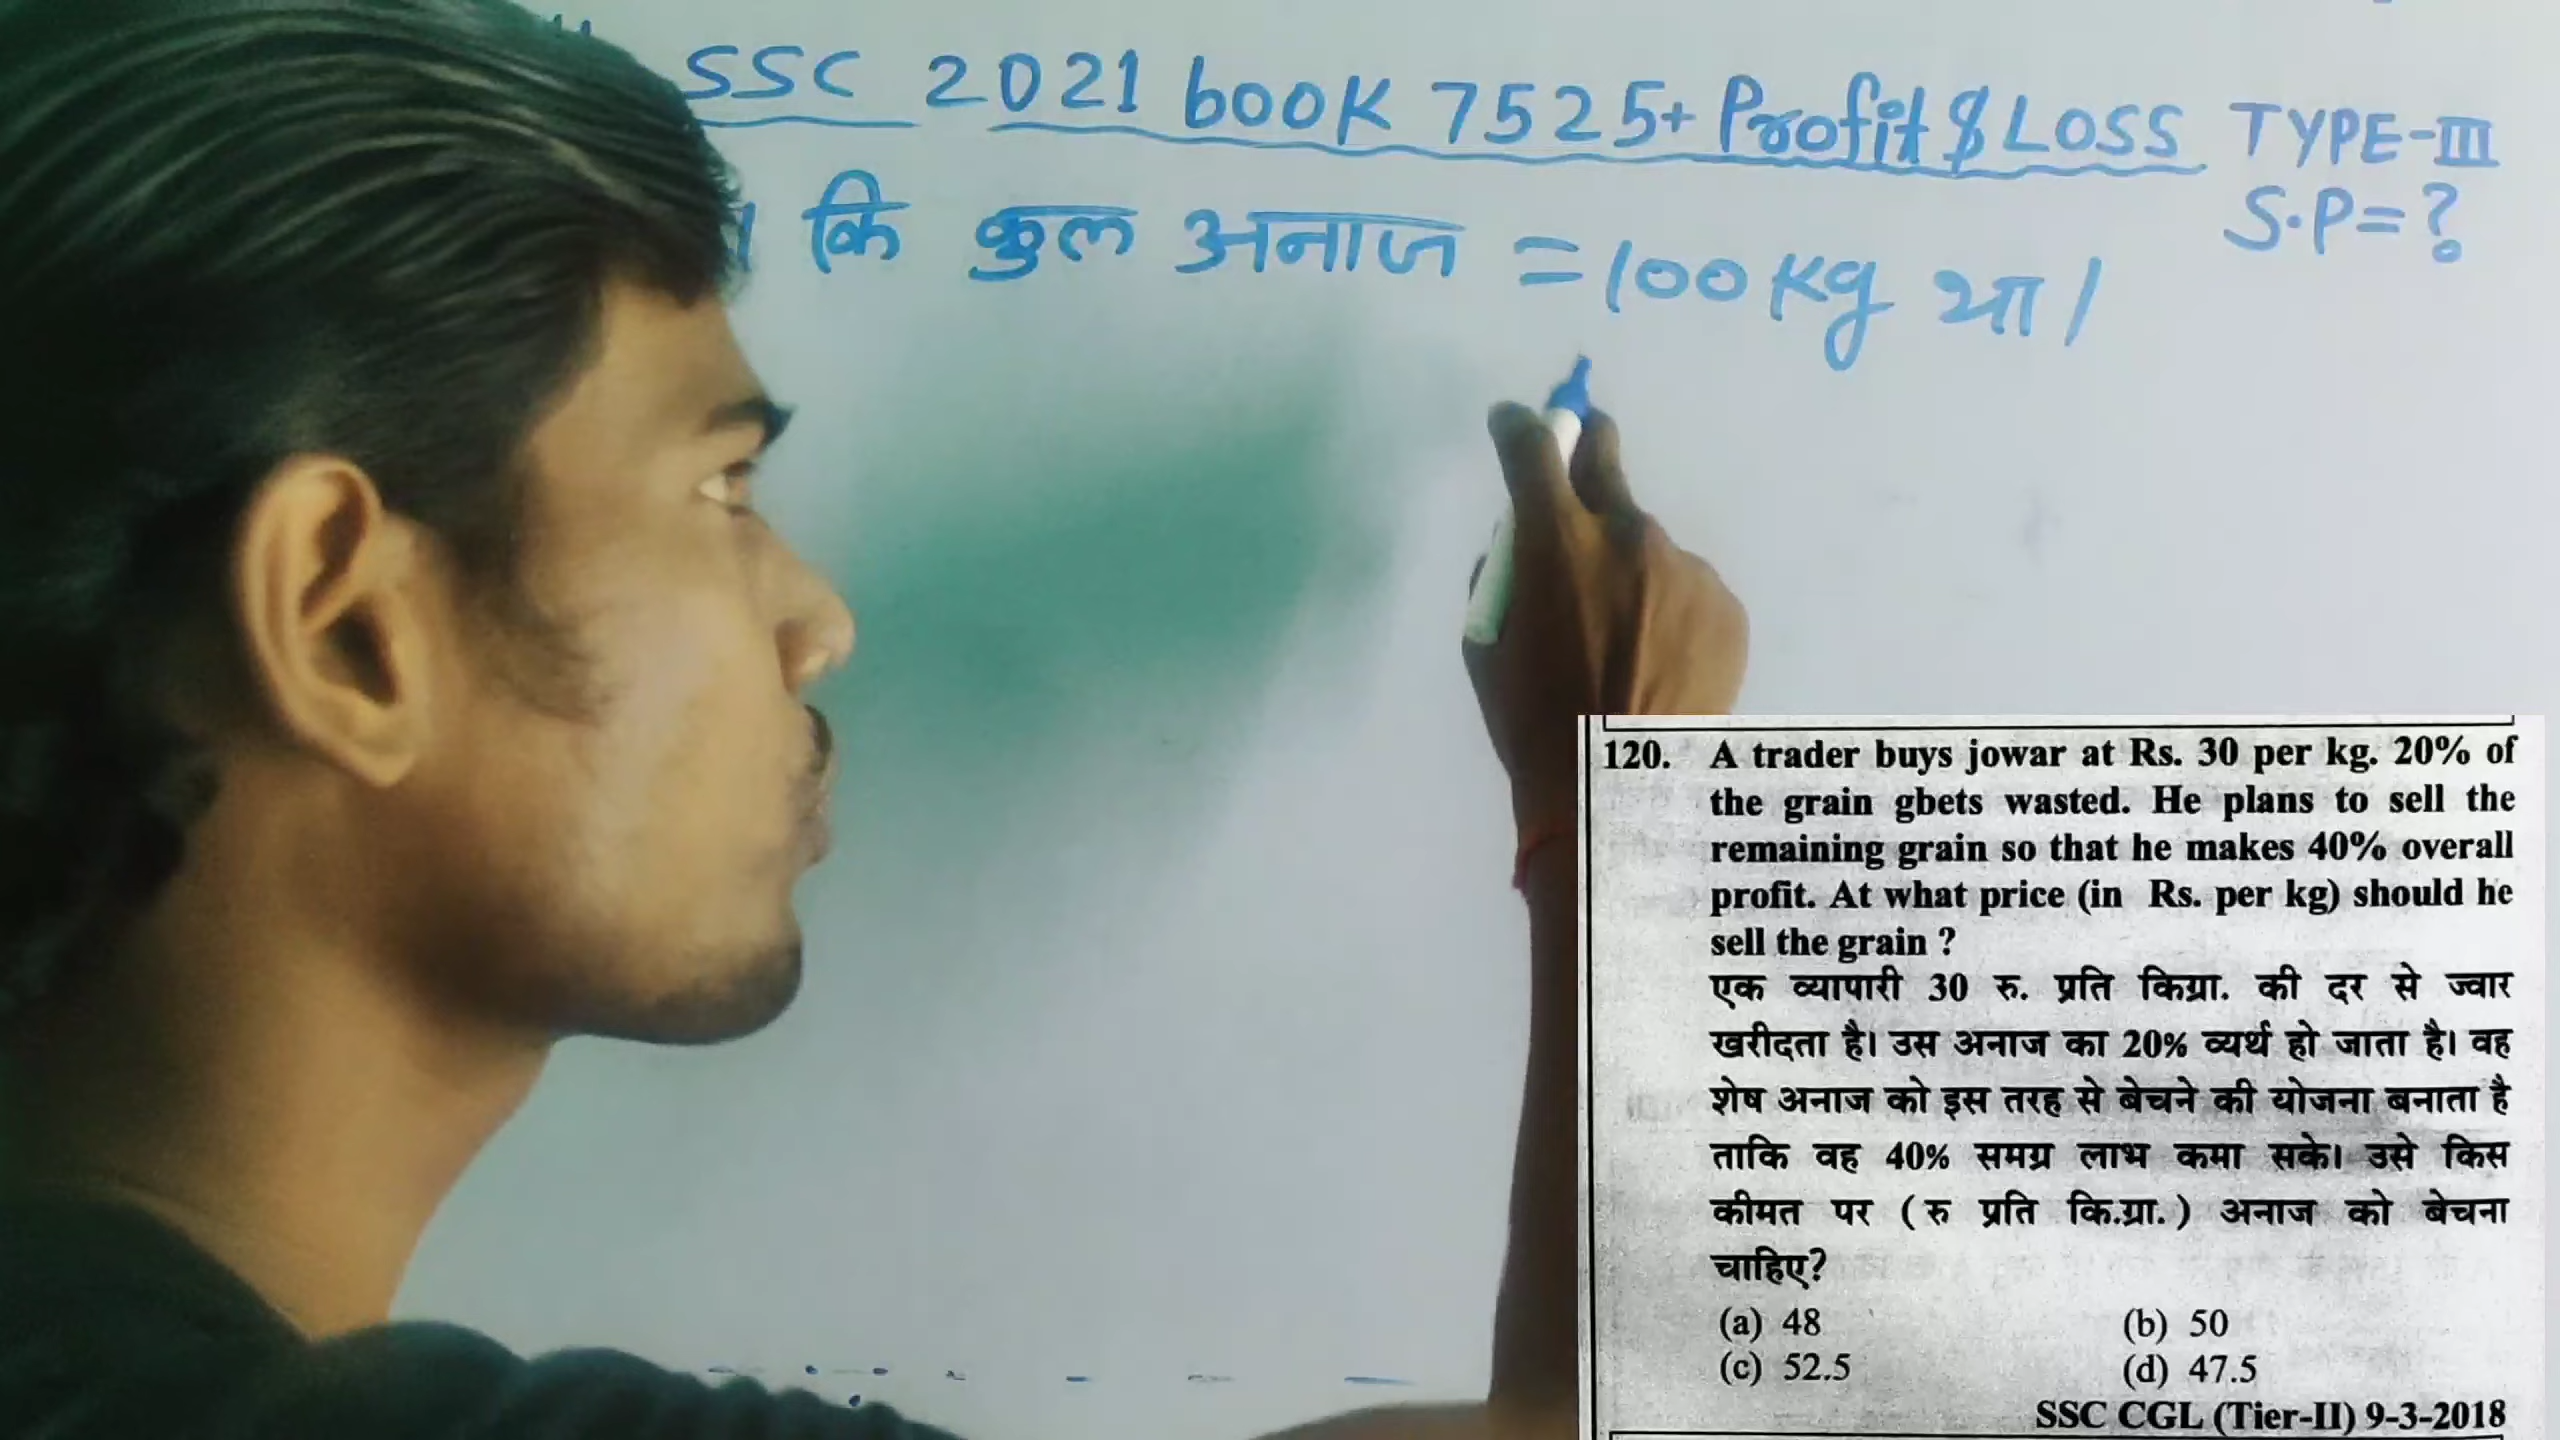 SSC 2021 book 7525+ Profit $ LOSS TYPE-III
S.P=?
कि कुल अनाज =100 Kg था।
120. A trader buys jowar at Rs. 30 per kg. 20% of
the grain gbets wasted. He plans to sell the
remaining grain so that he makes 40% overall
profit. At what price (in Rs. per kg) should he
sell the grain ?
एक व्यापारी 30 रु. प्रति किग्रा. की दर से ज्वार
खरीदता है। उस अनाज का 20% व्यर्थ हो जाता है। वह
शेष अनाज को इस तरह से बेचने की योजना बनाता है
ताकि वह 40% समग्र लाभ कमा सके। उसे किस
कीमत पर (रु प्रति कि.ग्रा.) अनाज को बेचना
चाहिए?
(a) 48 (b) 50
(c) 52.5 (d) 47.5
SSC CGL (Tier-II) 9-3-2018